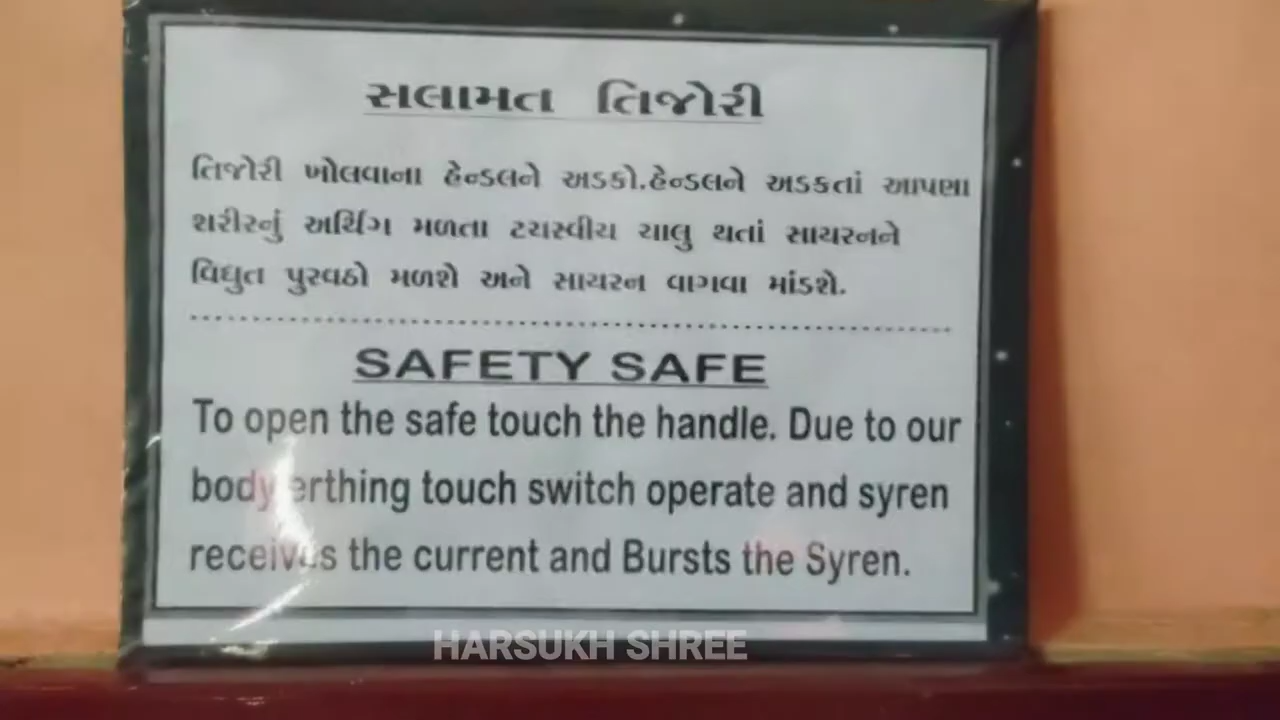 સલામત તિજોરી
તિજોરી ખોલવાના હેન્ડલને અડકો.હેન્ડલને અડકતાં આપણા
શરીરનું અર્થિંગ મળતા ટચસ્વીચ ચાલુ થતાં સાયરનને
વિધુત પુરવઠો મળશે અને સાયરન વાગવા માંડશે.
SAFETY SAFE
To open the safe touch the handle. Due to our
body erthing touch switch operate and syren
receives the current and Bursts the Syren.
HARSUKH SHREE